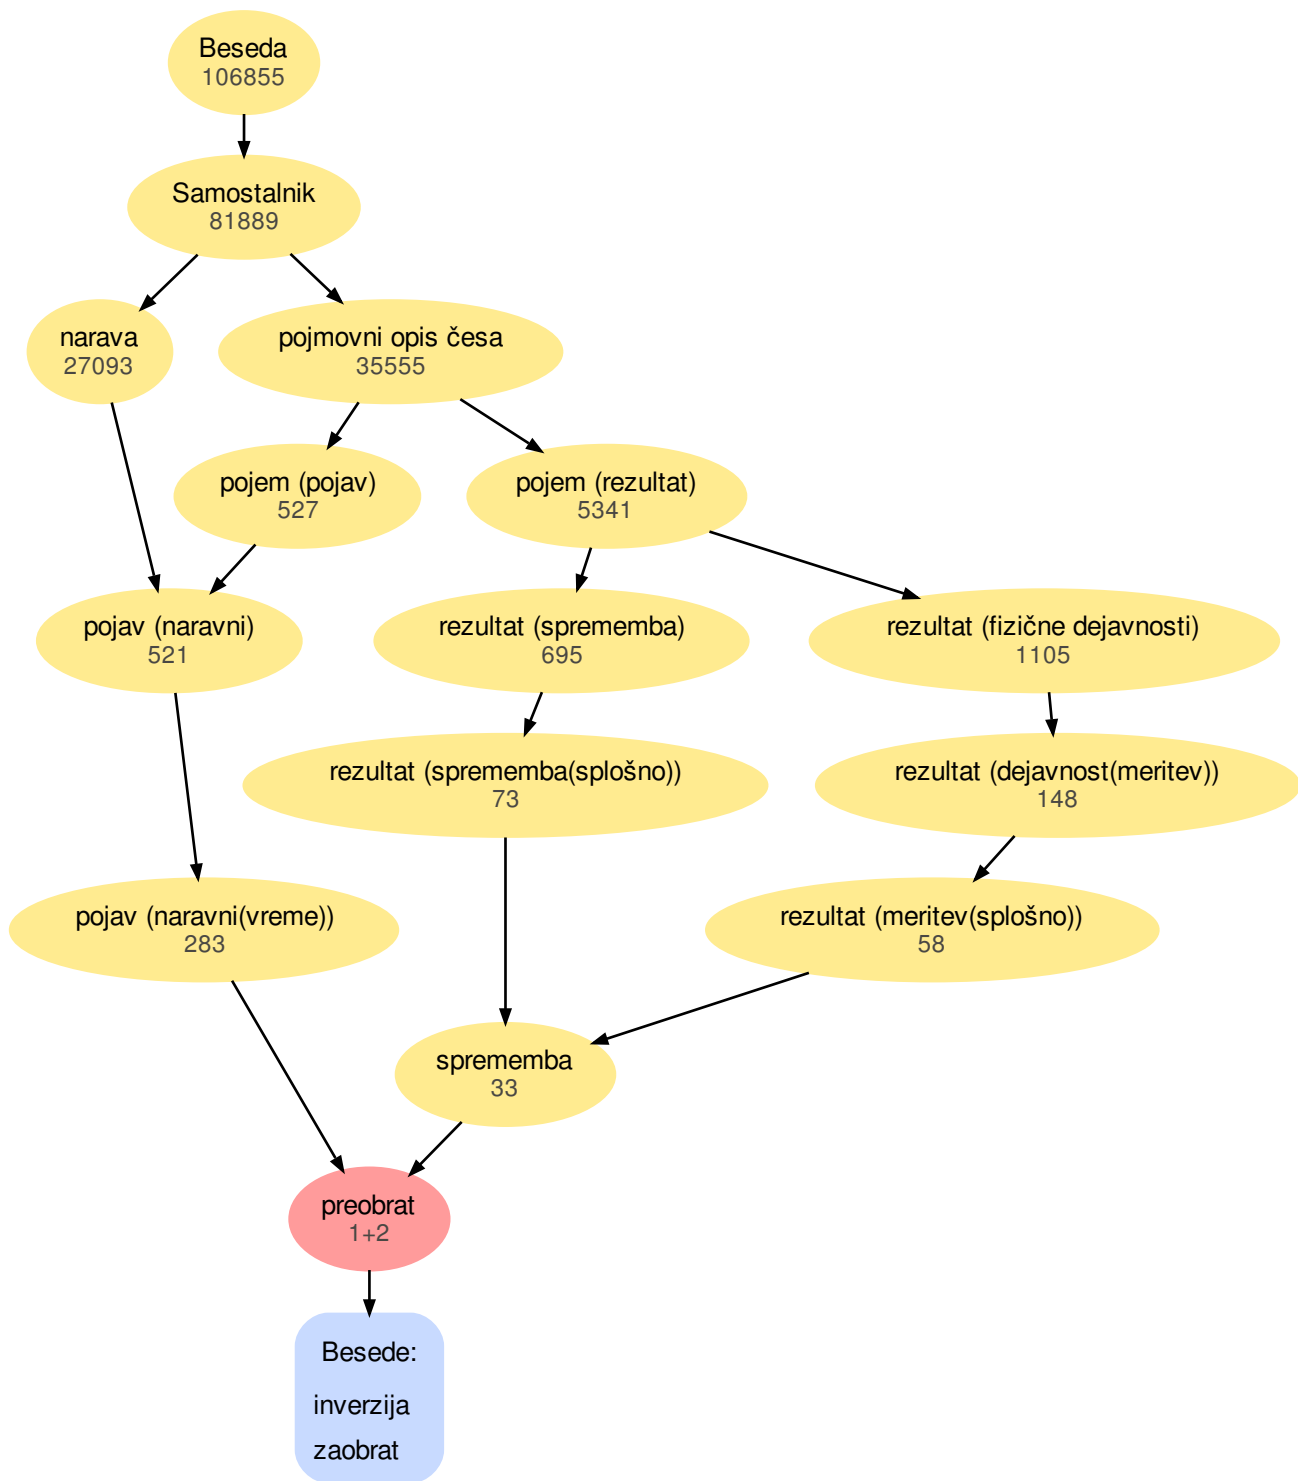 Beseda
106855
Samostalnik
81889
narava
27093
pojmovni opis česa
35555
pojem (pojav)
527
pojem (rezultat)
5341
pojav (naravni)
521
rezultat (sprememba)
695
rezultat (fizične dejavnosti)
1105
rezultat (sprememba(splošno))
73
rezultat (dejavnost(meritev))
148
pojav (naravni(vreme))
283
rezultat (meritev(splošno))
58
sprememba
33
preobrat
1+2
Besede:
inverzija
zaobrat